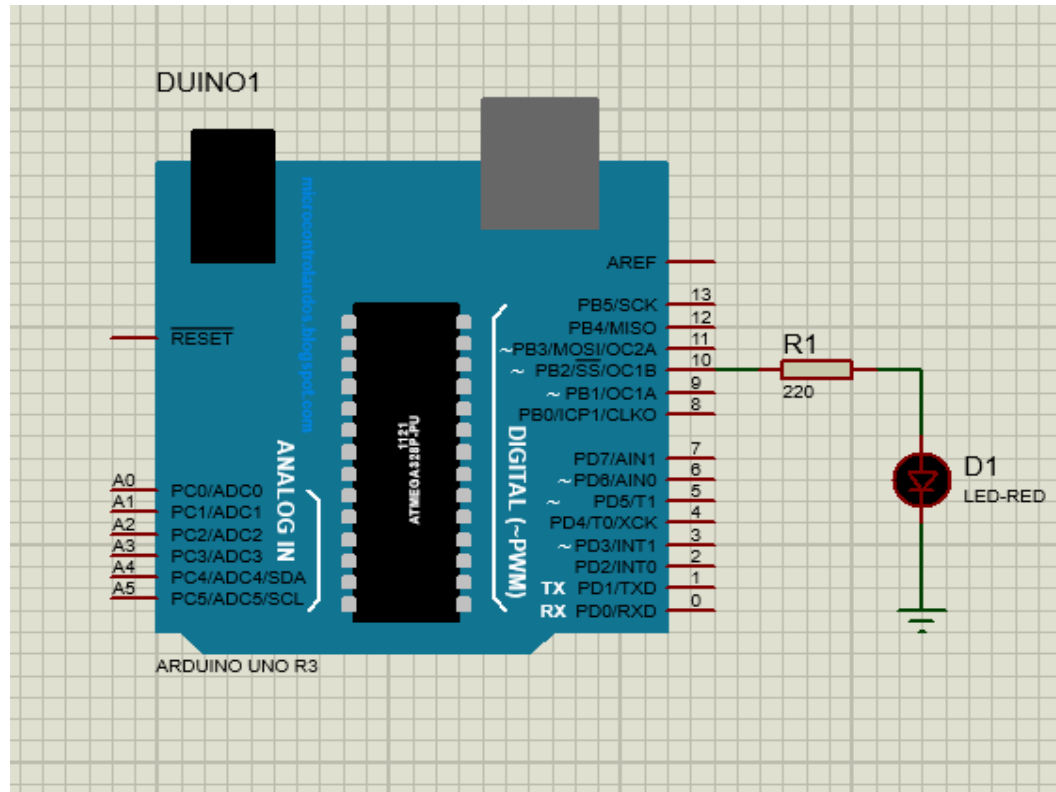 DUINO1
microcontrolandos.blogspot.com
RESET
ANALOG IN
A0 PC0/ADC0
A1 PC1/ADC1
A2 PC2/ADC2
A3 PC3/ADC3
A4 PC4/ADC4/SDA
A5 PC5/ADC5/SCL
1121
ATMEGA328P-PU
DIGITAL (~PWM)
AREF
PB5/SCK 13
PB4/MISO 12
~PB3/MOSI/OC2A 11
~ PB2/SS/OC1B 10
~ PB1/OC1A 9
PB0/ICP1/CLKO 8
PD7/AIN1 7
~PD6/AIN0 6
~ PD5/T1 5
PD4/T0/XCK 4
~PD3/INT1 3
PD2/INT0 2
TX PD1/TXD 1
RX PD0/RXD 0
ARDUINO UNO R3
R1
220
D1
LED-RED